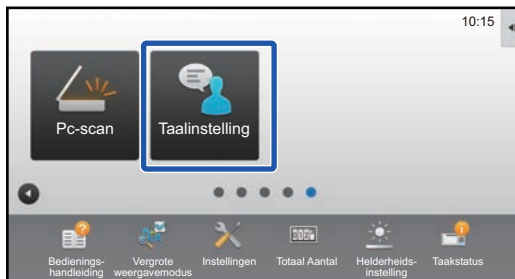 10:15
Pc-scan
Taalinstelling
Bedienings-
handleiding
Vergrote
weergavemodus
Instellingen
Totaal Aantal
Helderheids-
instelling
Taakstatus